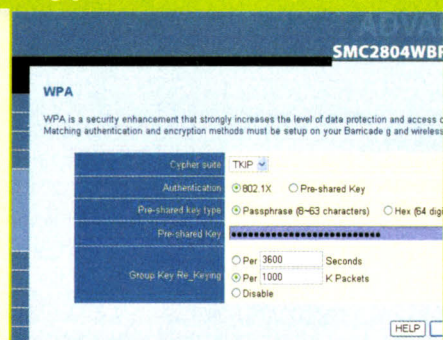 ADVA
SMC2804WBR
WPA
WPA is a security enhancement that strongly increases the level of data protection and access
Matching authentication and encryption methods must be setup on your Barricade g and wireless
Cypher suite TKIP
Authentication 802.1X Pre-shared Key
Pre-shared key type Passphrase (8~63 characters) Hex (64 digi
Pre-shared Key
Group Key Re_Keying
Per 3600 Seconds
Per 1000 K Packets
Disable
HELP